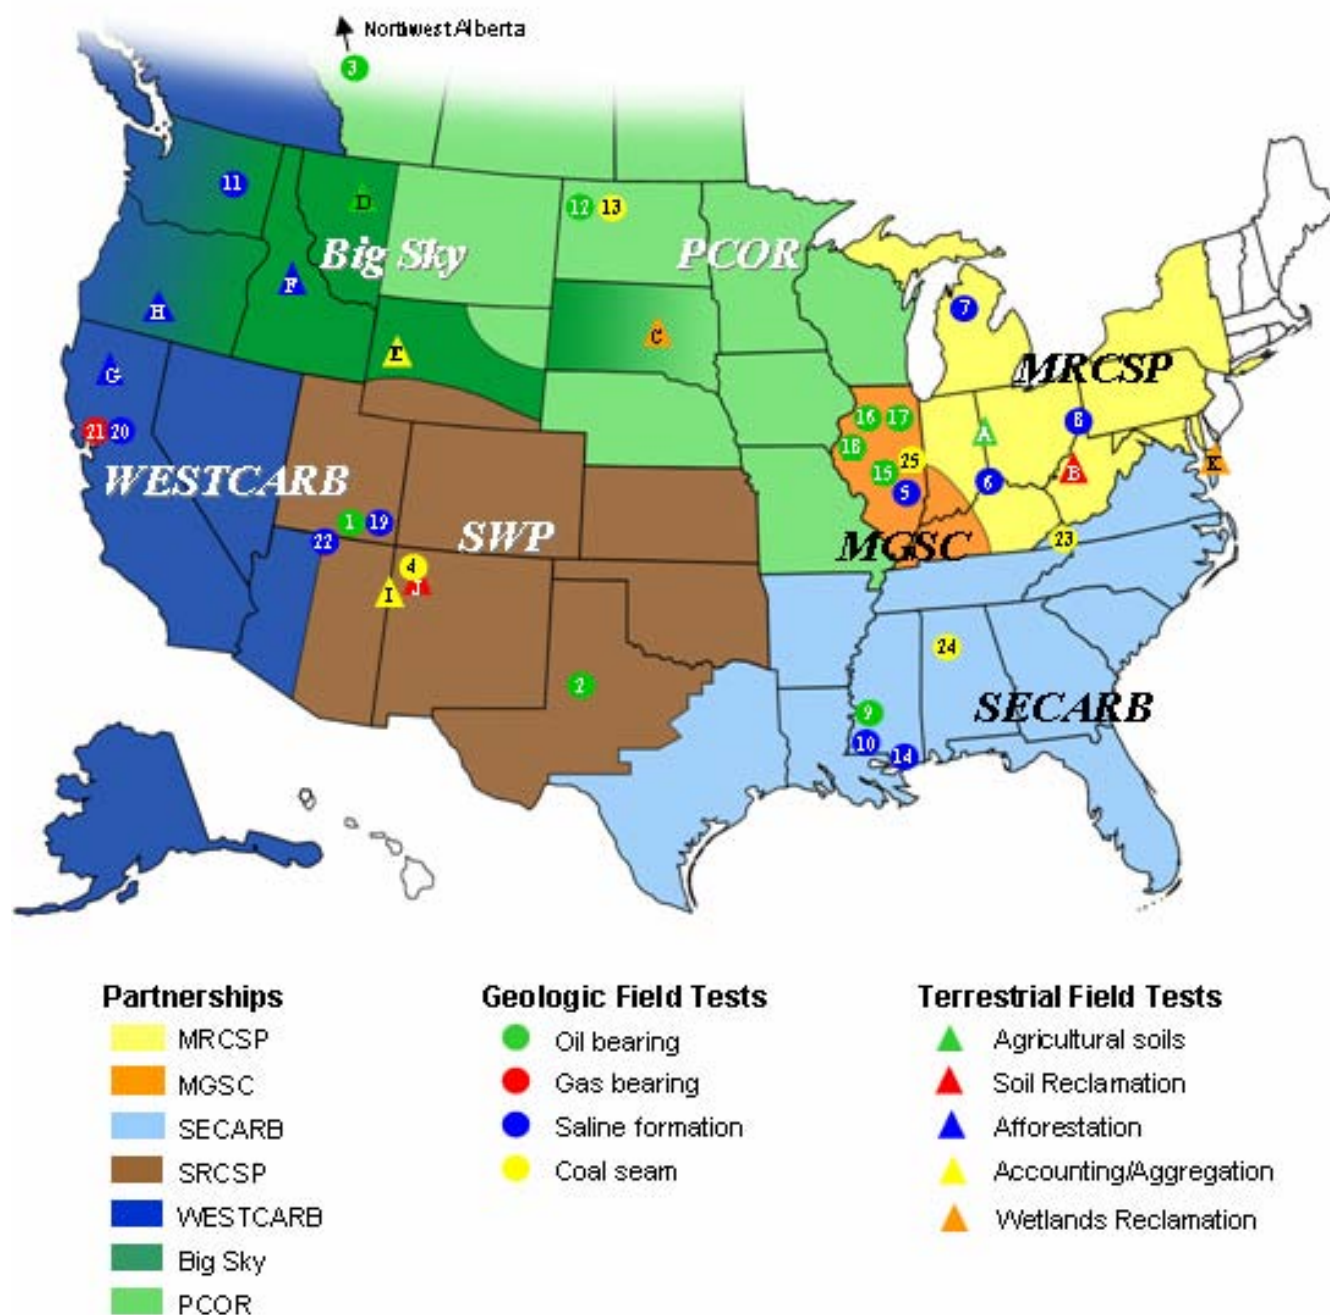 Northwest Alberta
3
11
D
12
13
Big Sky
PCOR
F
H
C
7
E
G
MRCSP
21
20
16
17
A
8
18
25
B
K
WESTCARB
15
5
6
1
19
SWP
MGSC
23
22
4
I
J
24
2
SECARB
9
10
14
Partnerships
MRCSP
MGSC
SECARB
SRCSP
WESTCARB
Big Sky
PCOR
Geologic Field Tests
Oil bearing
Gas bearing
Saline formation
Coal seam
Terrestrial Field Tests
Agricultural soils
Soil Reclamation
Afforestation
Accounting/Aggregation
Wetlands Reclamation